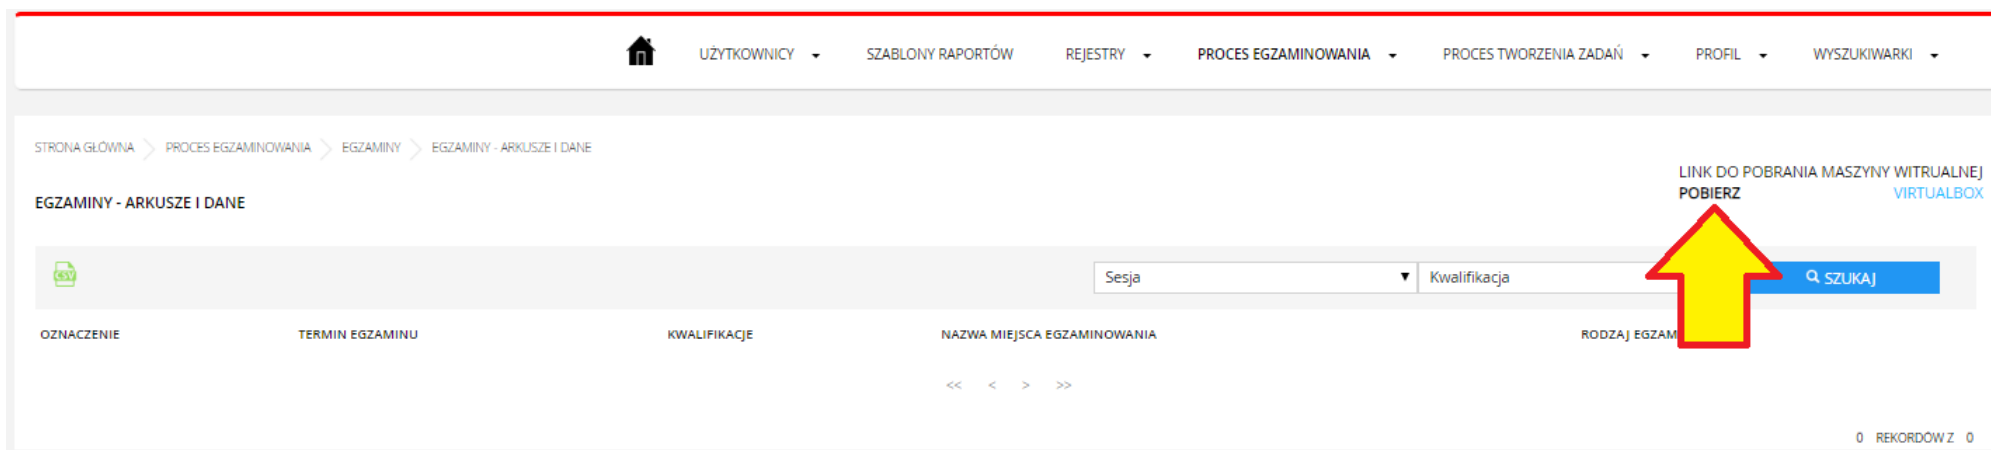 UŻYTKOWNICY SZABLONY RAPORTÓW REJESTRY PROCES EGZAMINOWANIA PROCES TWORZENIA ZADAŃ PROFIL WYSZUKIWARKI
STRONA GŁÓWNA PROCES EGZAMINOWANIA EGZAMINY EGZAMINY - ARKUSZE I DANE
LINK DO POBRANIA MASZYNY WITRUALNEJ
POBIERZ VIRTUALBOX
EGZAMINY - ARKUSZE I DANE
CSV Sesja Kwalifikacja SZUKAJ
OZNACZENIE TERMIN EGZAMINU KWALIFIKACJE NAZWA MIEJSCA EGZAMINOWANIA RODZAJ
<< < > >>
0 REKORDÓW Z 0